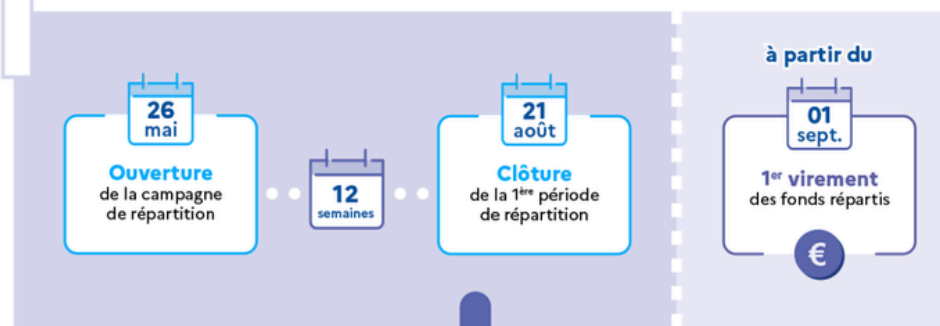 26
mai
Ouverture
de la campagne
de répartition
12
semaines
21
août
Clôture
de la 1ère période
de répartition
à partir du
01
sept.
1er virement
des fonds répartis
€